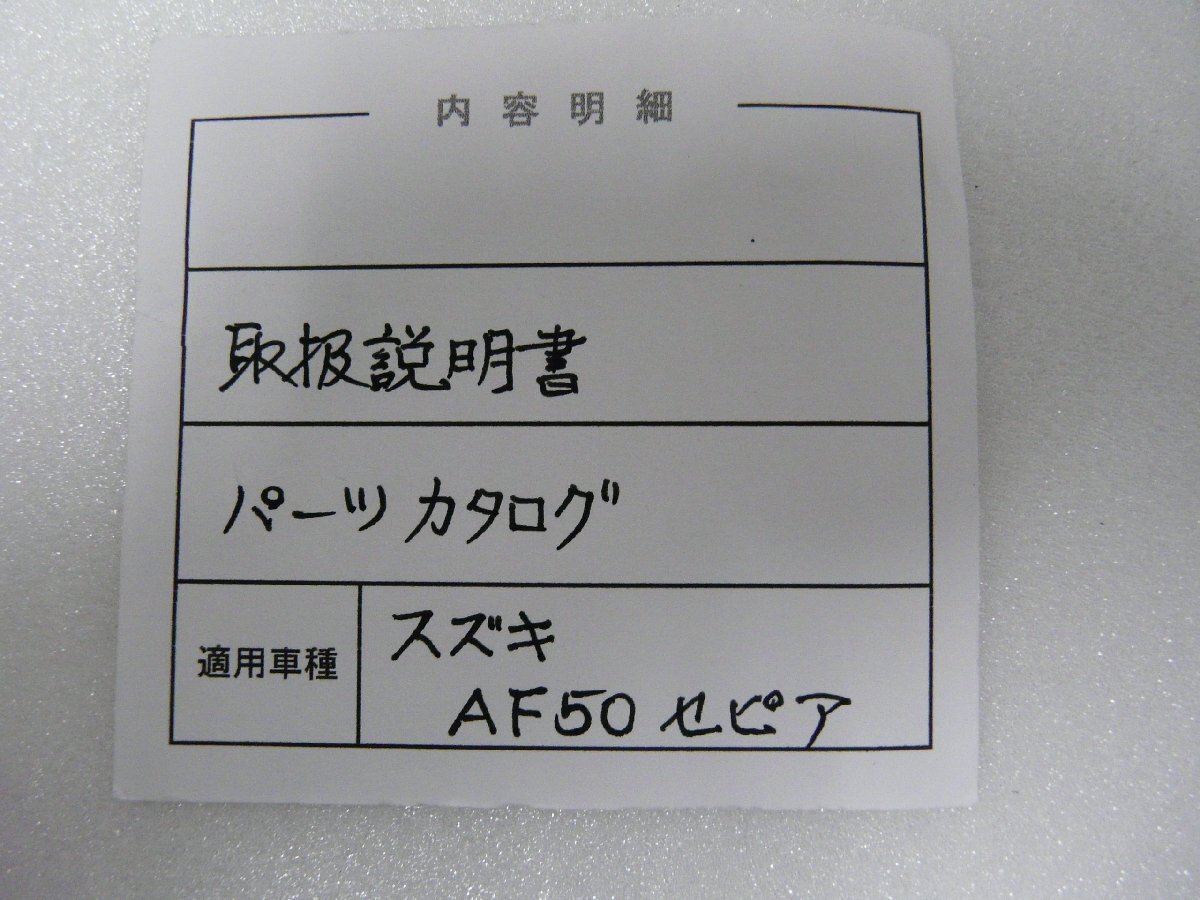 内容明細
取扱説明書
パーツカタログ
適用車種
スズキ
AF50 セピア